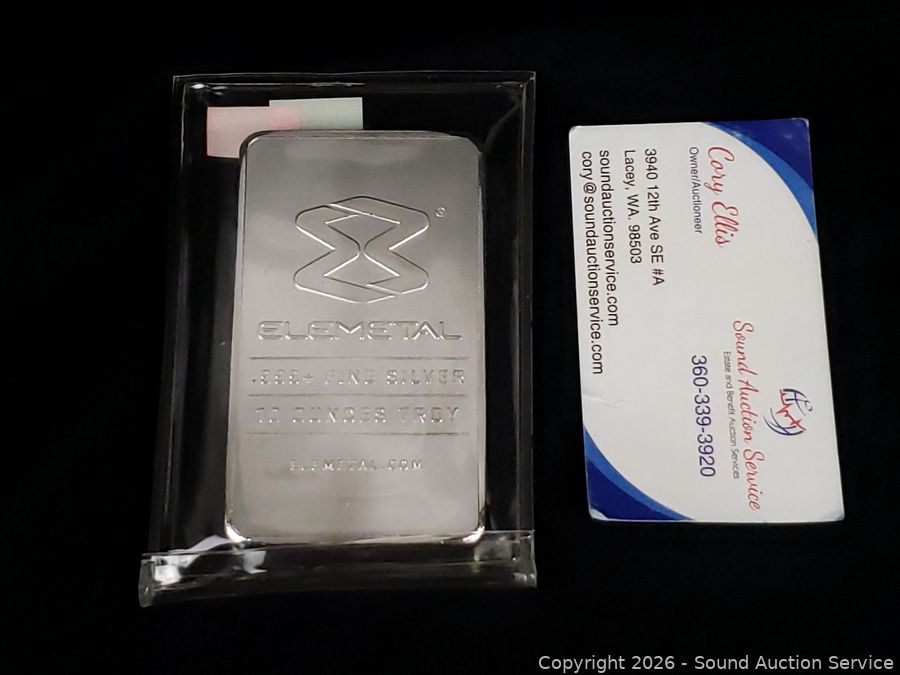 ®
ELEMETAL
.999+ FINE SILVER
10 OUNCES TROY
ELEMETAL.COM
Cory Ellis
Owner/Auctioneer
3940 12th Ave SE #A
Lacey, WA. 98503
soundauctionservice.com
cory@soundauctionservice.com
Sound Auction Service
Estate and Benefit Auction Services
360-339-3920
Copyright 2026 - Sound Auction Service